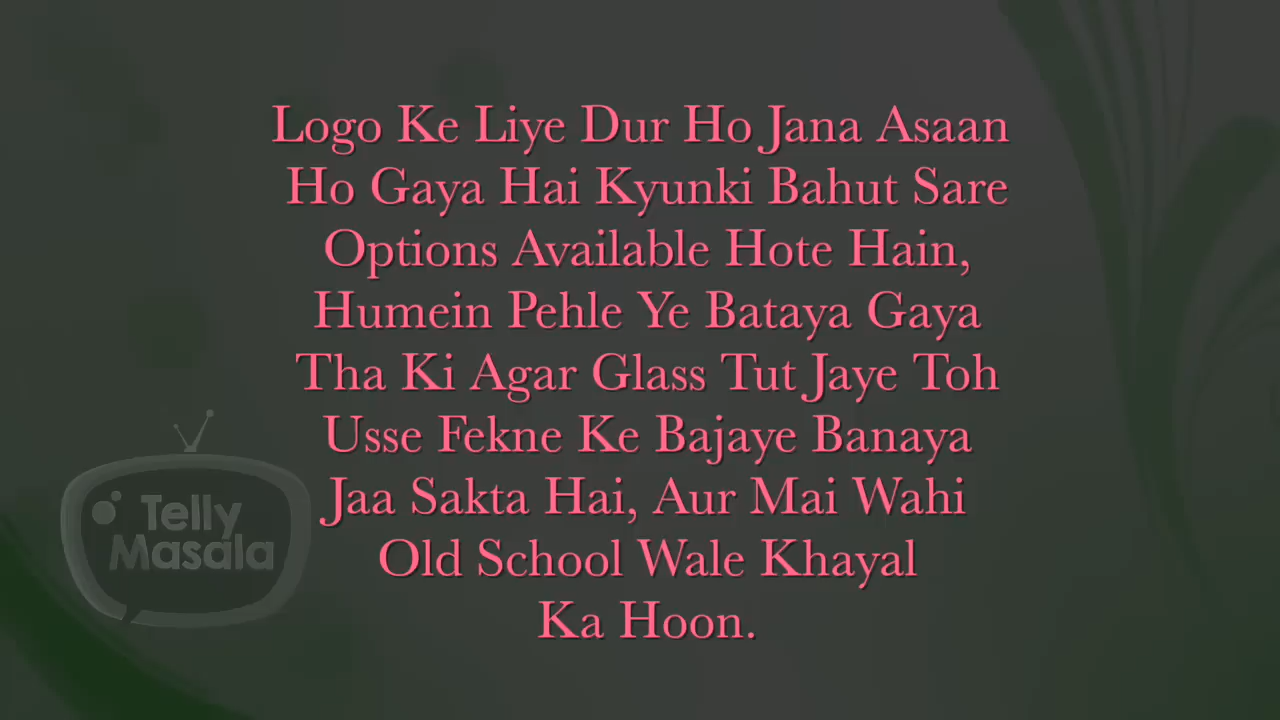 Logo Ke Liye Dur Ho Jana Asaan
Ho Gaya Hai Kyunki Bahut Sare
Options Available Hote Hain,
Humein Pehle Ye Bataya Gaya
Tha Ki Agar Glass Tut Jaye Toh
Usse Fekne Ke Bajaye Banaya
Jaa Sakta Hai, Aur Mai Wahi
Old School Wale Khayal
Ka Hoon.
Telly
Masala